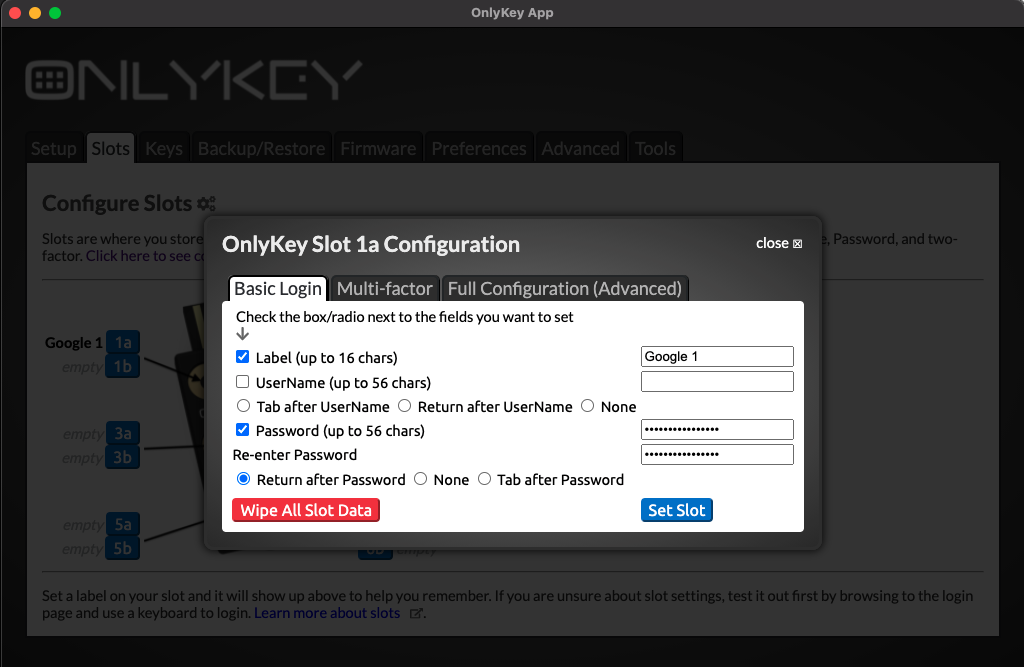 OnlyKey App
ONLYKEY
Setup Slots Keys Backup/Restore Firmware Preferences Advanced Tools
Configure Slots
Slots are where you store
e, Password, and two-
factor. Click here to see co
OnlyKey Slot 1a Configuration
close
Basic Login Multi-factor Full Configuration (Advanced)
Check the box/radio next to the fields you want to set
Label (up to 16 chars) Google 1
UserName (up to 56 chars)
Tab after UserName Return after UserName None
Password (up to 56 chars) ••••••••••••••••
Re-enter Password ••••••••••••••••
Return after Password None Tab after Password
Wipe All Slot Data Set Slot
Google 1 1a
empty 1b
empty 3a
empty 3b
empty 5a
empty 5b
6b empty
Set a label on your slot and it will show up above to help you remember. If you are unsure about slot settings, test it out first by browsing to the login
page and use a keyboard to login. Learn more about slots .